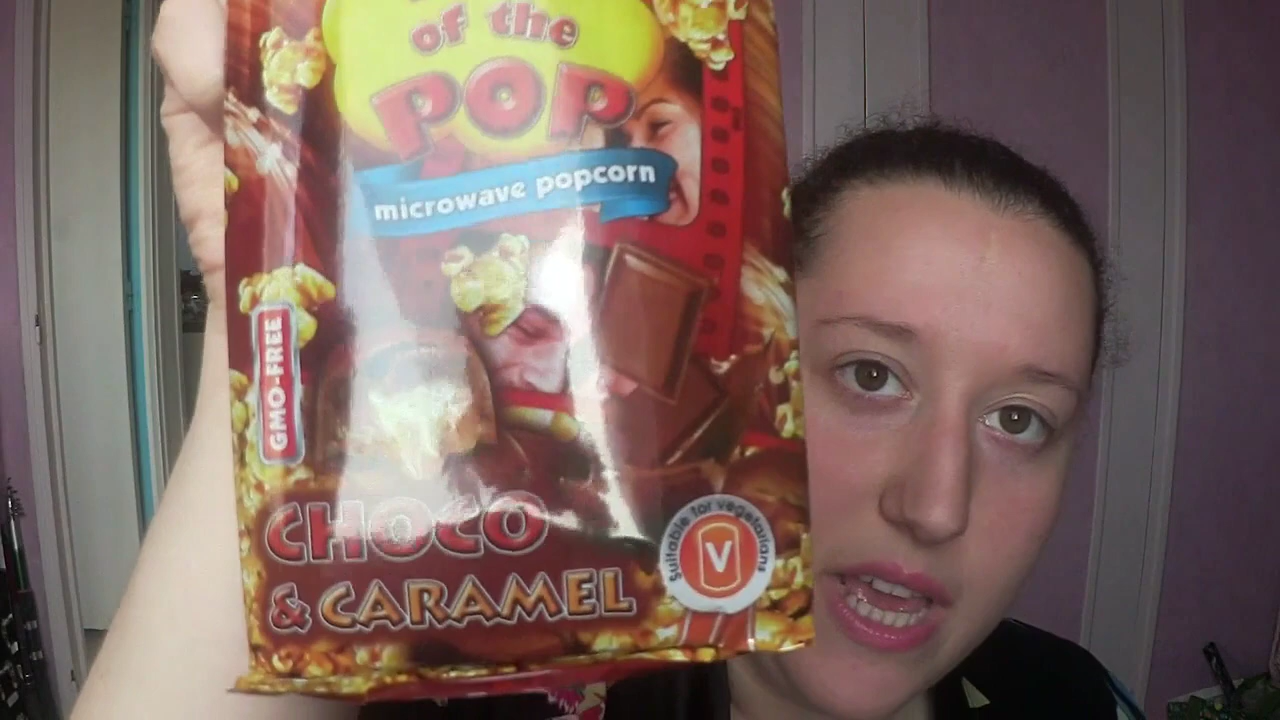 of the
POP
microwave popcorn
GMO-FREE
CHOCO
& CARAMEL
Suitable for vegetarians
V